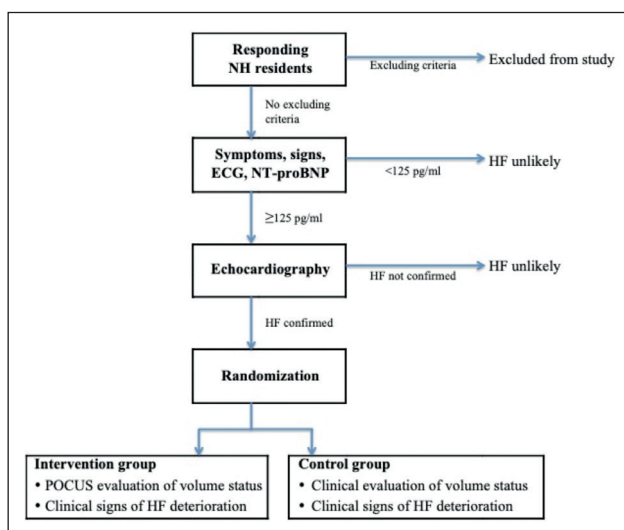 Responding
NH residents
Excluding criteria
Excluded from study
No excluding
criteria
Symptoms, signs,
ECG, NT-proBNP
<125 pg/ml
HF unlikely
≥125 pg/ml
Echocardiography
HF not confirmed
HF unlikely
HF confirmed
Randomization
Intervention group
• POCUS evaluation of volume status
• Clinical signs of HF deterioration
Control group
• Clinical evaluation of volume status
• Clinical signs of HF deterioration